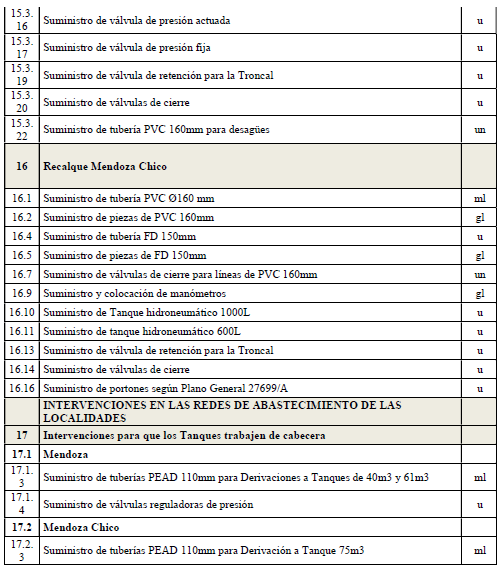 15.3.16 Suministro de válvula de presión actuada u
15.3.17 Suministro de válvula de presión fija u
15.3.19 Suministro de válvula de retención para la Troncal u
15.3.20 Suministro de válvulas de cierre u
15.3.22 Suministro de tubería PVC 160mm para desagües un
16 Recalque Mendoza Chico
16.1 Suministro de tubería PVC Ø160 mm ml
16.2 Suministro de piezas de PVC 160mm gl
16.4 Suministro de tubería FD 150mm u
16.5 Suministro de piezas de FD 150mm gl
16.7 Suministro de válvulas de cierre para líneas de PVC 160mm un
16.9 Suministro y colocación de manómetros gl
16.10 Suministro de Tanque hidroneumático 1000L u
16.11 Suministro de tanque hidroneumático 600L u
16.13 Suministro de válvula de retención para la Troncal u
16.14 Suministro de válvulas de cierre u
16.16 Suministro de portones según Plano General 27699/A u
INTERVENCIONES EN LAS REDES DE ABASTECIMIENTO DE LAS
LOCALIDADES
17 Intervenciones para que los Tanques trabajen de cabecera
17.1 Mendoza
17.1.3 Suministro de tuberías PEAD 110mm para Derivaciones a Tanques de 40m3 y 61m3 ml
17.1.4 Suministro de válvulas reguladoras de presión u
17.2 Mendoza Chico
17.2.3 Suministro de tuberías PEAD 110mm para Derivación a Tanque 75m3 ml